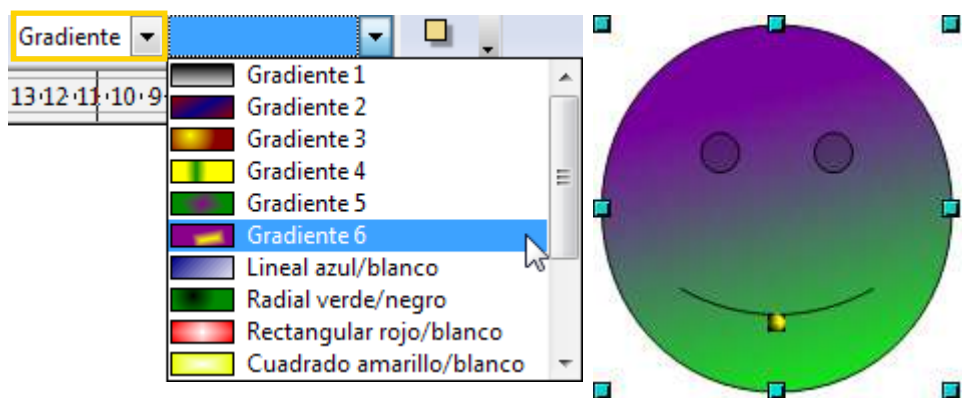 Gradiente
13 12 11 10 9
Gradiente 1
Gradiente 2
Gradiente 3
Gradiente 4
Gradiente 5
Gradiente 6
Lineal azul/blanco
Radial verde/negro
Rectangular rojo/blanco
Cuadrado amarillo/blanco